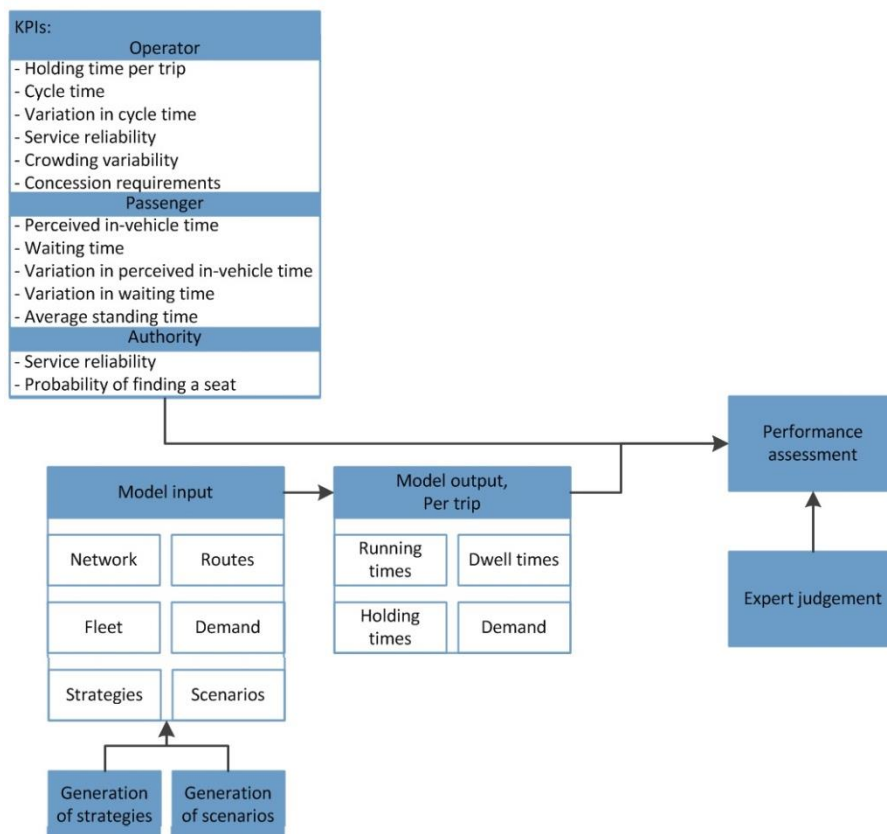 KPIs:
Operator
- Holding time per trip
- Cycle time
- Variation in cycle time
- Service reliability
- Crowding variability
- Concession requirements
Passenger
- Perceived in-vehicle time
- Waiting time
- Variation in perceived in-vehicle time
- Variation in waiting time
- Average standing time
Authority
- Service reliability
- Probability of finding a seat
Performance
assessment
Model input
Model output,
Per trip
Network
Routes
Running
times
Dwell times
Expert judgement
Fleet
Demand
Holding
times
Demand
Strategies
Scenarios
Generation
of strategies
Generation
of scenarios